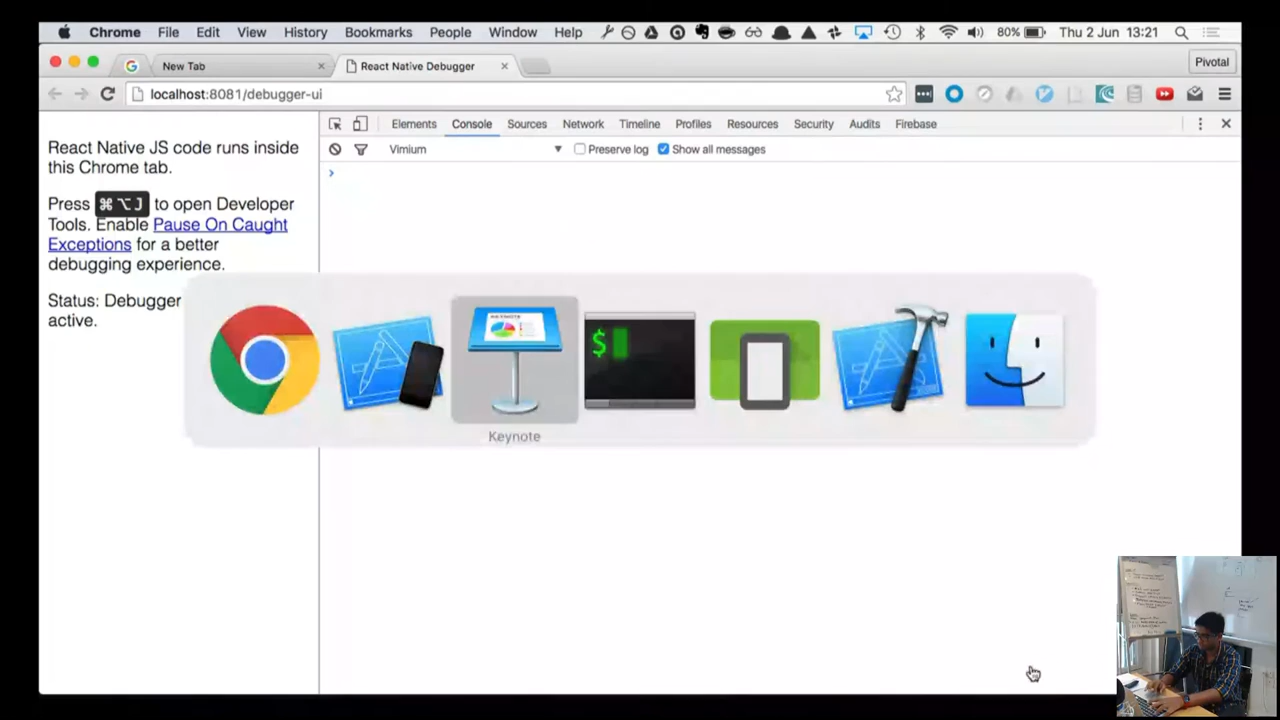 Chrome File Edit View History Bookmarks People Window Help 80% Thu 2 Jun 13:21
New Tab React Native Debugger Pivotal
localhost:8081/debugger-ui
Elements Console Sources Network Timeline Profiles Resources Security Audits Firebase
Vimium Preserve log Show all messages
React Native JS code runs inside
this Chrome tab.
Press ⌘⌥J to open Developer
Tools. Enable Pause On Caught
Exceptions for a better
debugging experience.
Status: Debugger
active.
KEYNOTE
$
Keynote